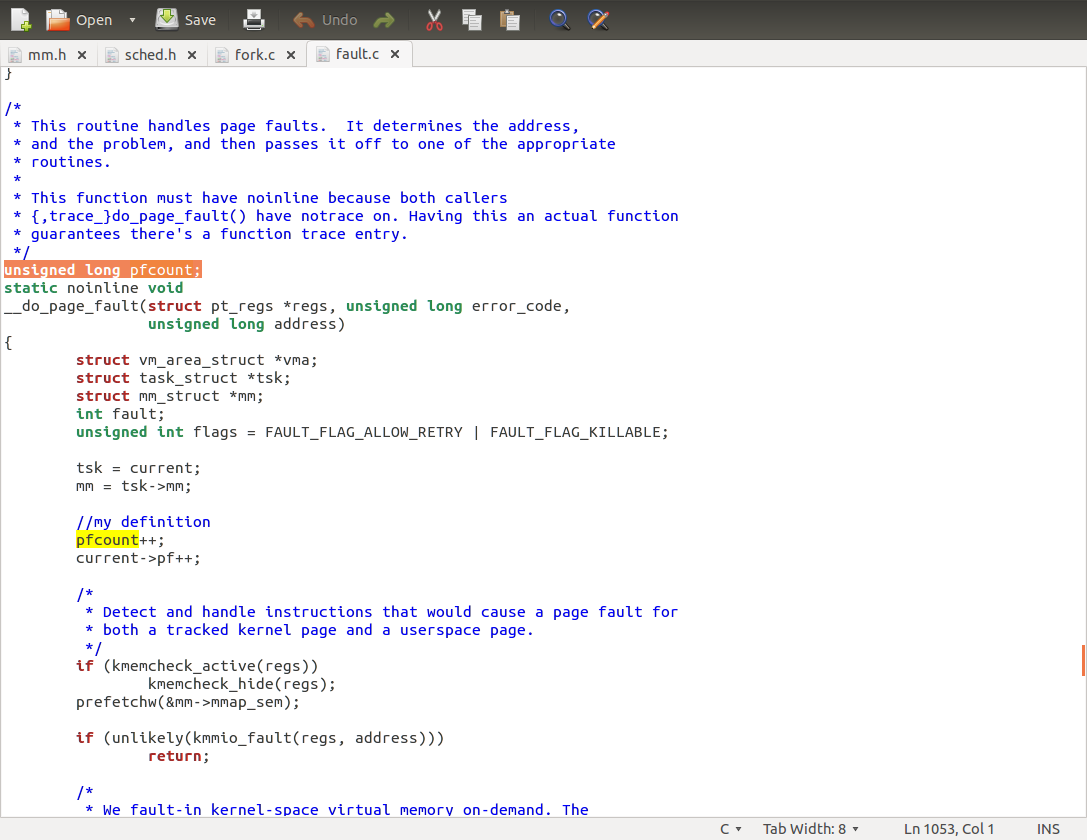 Open Save Undo
mm.h × sched.h × fork.c × fault.c ×
}
/*
 * This routine handles page faults.  It determines the address,
 * and the problem, and then passes it off to one of the appropriate
 * routines.
 *
 * This function must have noinline because both callers
 * {,trace_}do_page_fault() have notrace on. Having this an actual function
 * guarantees there's a function trace entry.
 */
unsigned long pfcount;
static noinline void
__do_page_fault(struct pt_regs *regs, unsigned long error_code,
                unsigned long address)
{
        struct vm_area_struct *vma;
        struct task_struct *tsk;
        struct mm_struct *mm;
        int fault;
        unsigned int flags = FAULT_FLAG_ALLOW_RETRY | FAULT_FLAG_KILLABLE;
        tsk = current;
        mm = tsk->mm;
        //my definition
        pfcount++;
        current->pf++;
        /*
         * Detect and handle instructions that would cause a page fault for
         * both a tracked kernel page and a userspace page.
         */
        if (kmemcheck_active(regs))
                kmemcheck_hide(regs);
        prefetchw(&mm->mmap_sem);
        if (unlikely(kmmio_fault(regs, address)))
                return;
        /*
         * We fault-in kernel-space virtual memory on-demand. The
C Tab Width: 8 Ln 1053, Col 1 INS